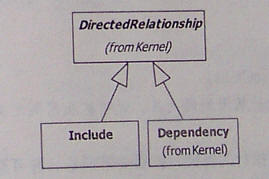 DirectedRelationship
(from Kernel)
Include
Dependency
(from Kernel)